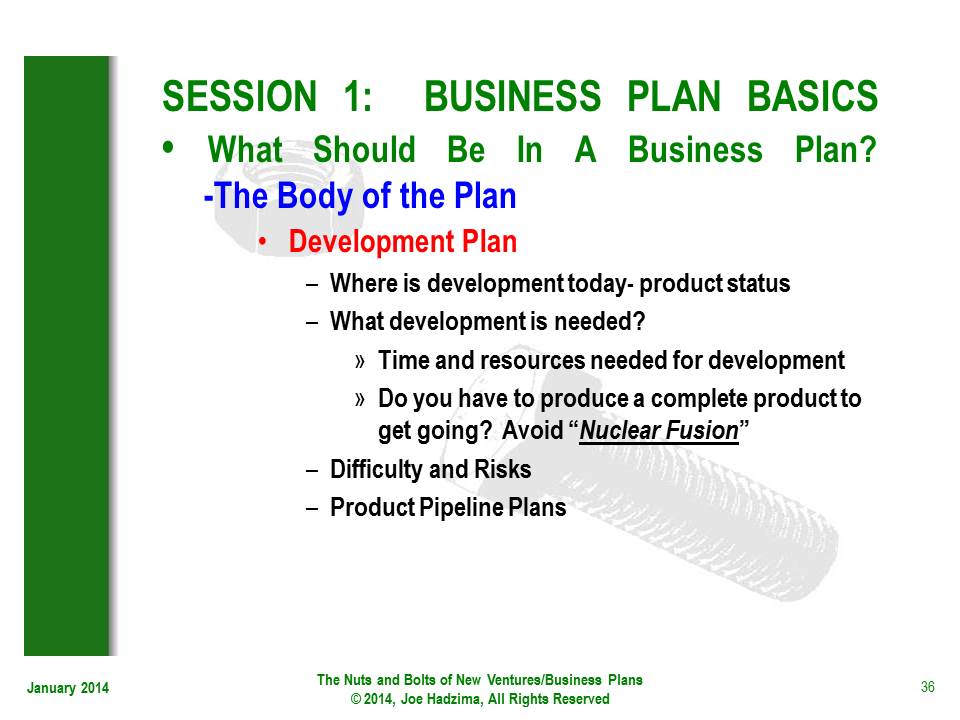 SESSION 1: BUSINESS PLAN BASICS
• What Should Be In A Business Plan?
-The Body of the Plan
• Development Plan
– Where is development today- product status
– What development is needed?
» Time and resources needed for development
» Do you have to produce a complete product to
get going? Avoid “Nuclear Fusion”
– Difficulty and Risks
– Product Pipeline Plans
January 2014
The Nuts and Bolts of New Ventures/Business Plans
© 2014, Joe Hadzima, All Rights Reserved
36